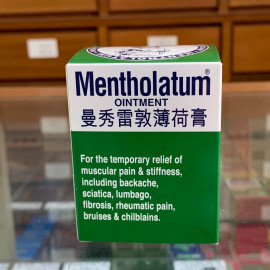 Mentholatum®
OINTMENT
曼秀雷敦薄荷膏
For the temporary relief of
muscular pain & stiffness,
including backache,
sciatica, lumbago,
fibrosis, rheumatic pain,
bruises & chilblains.